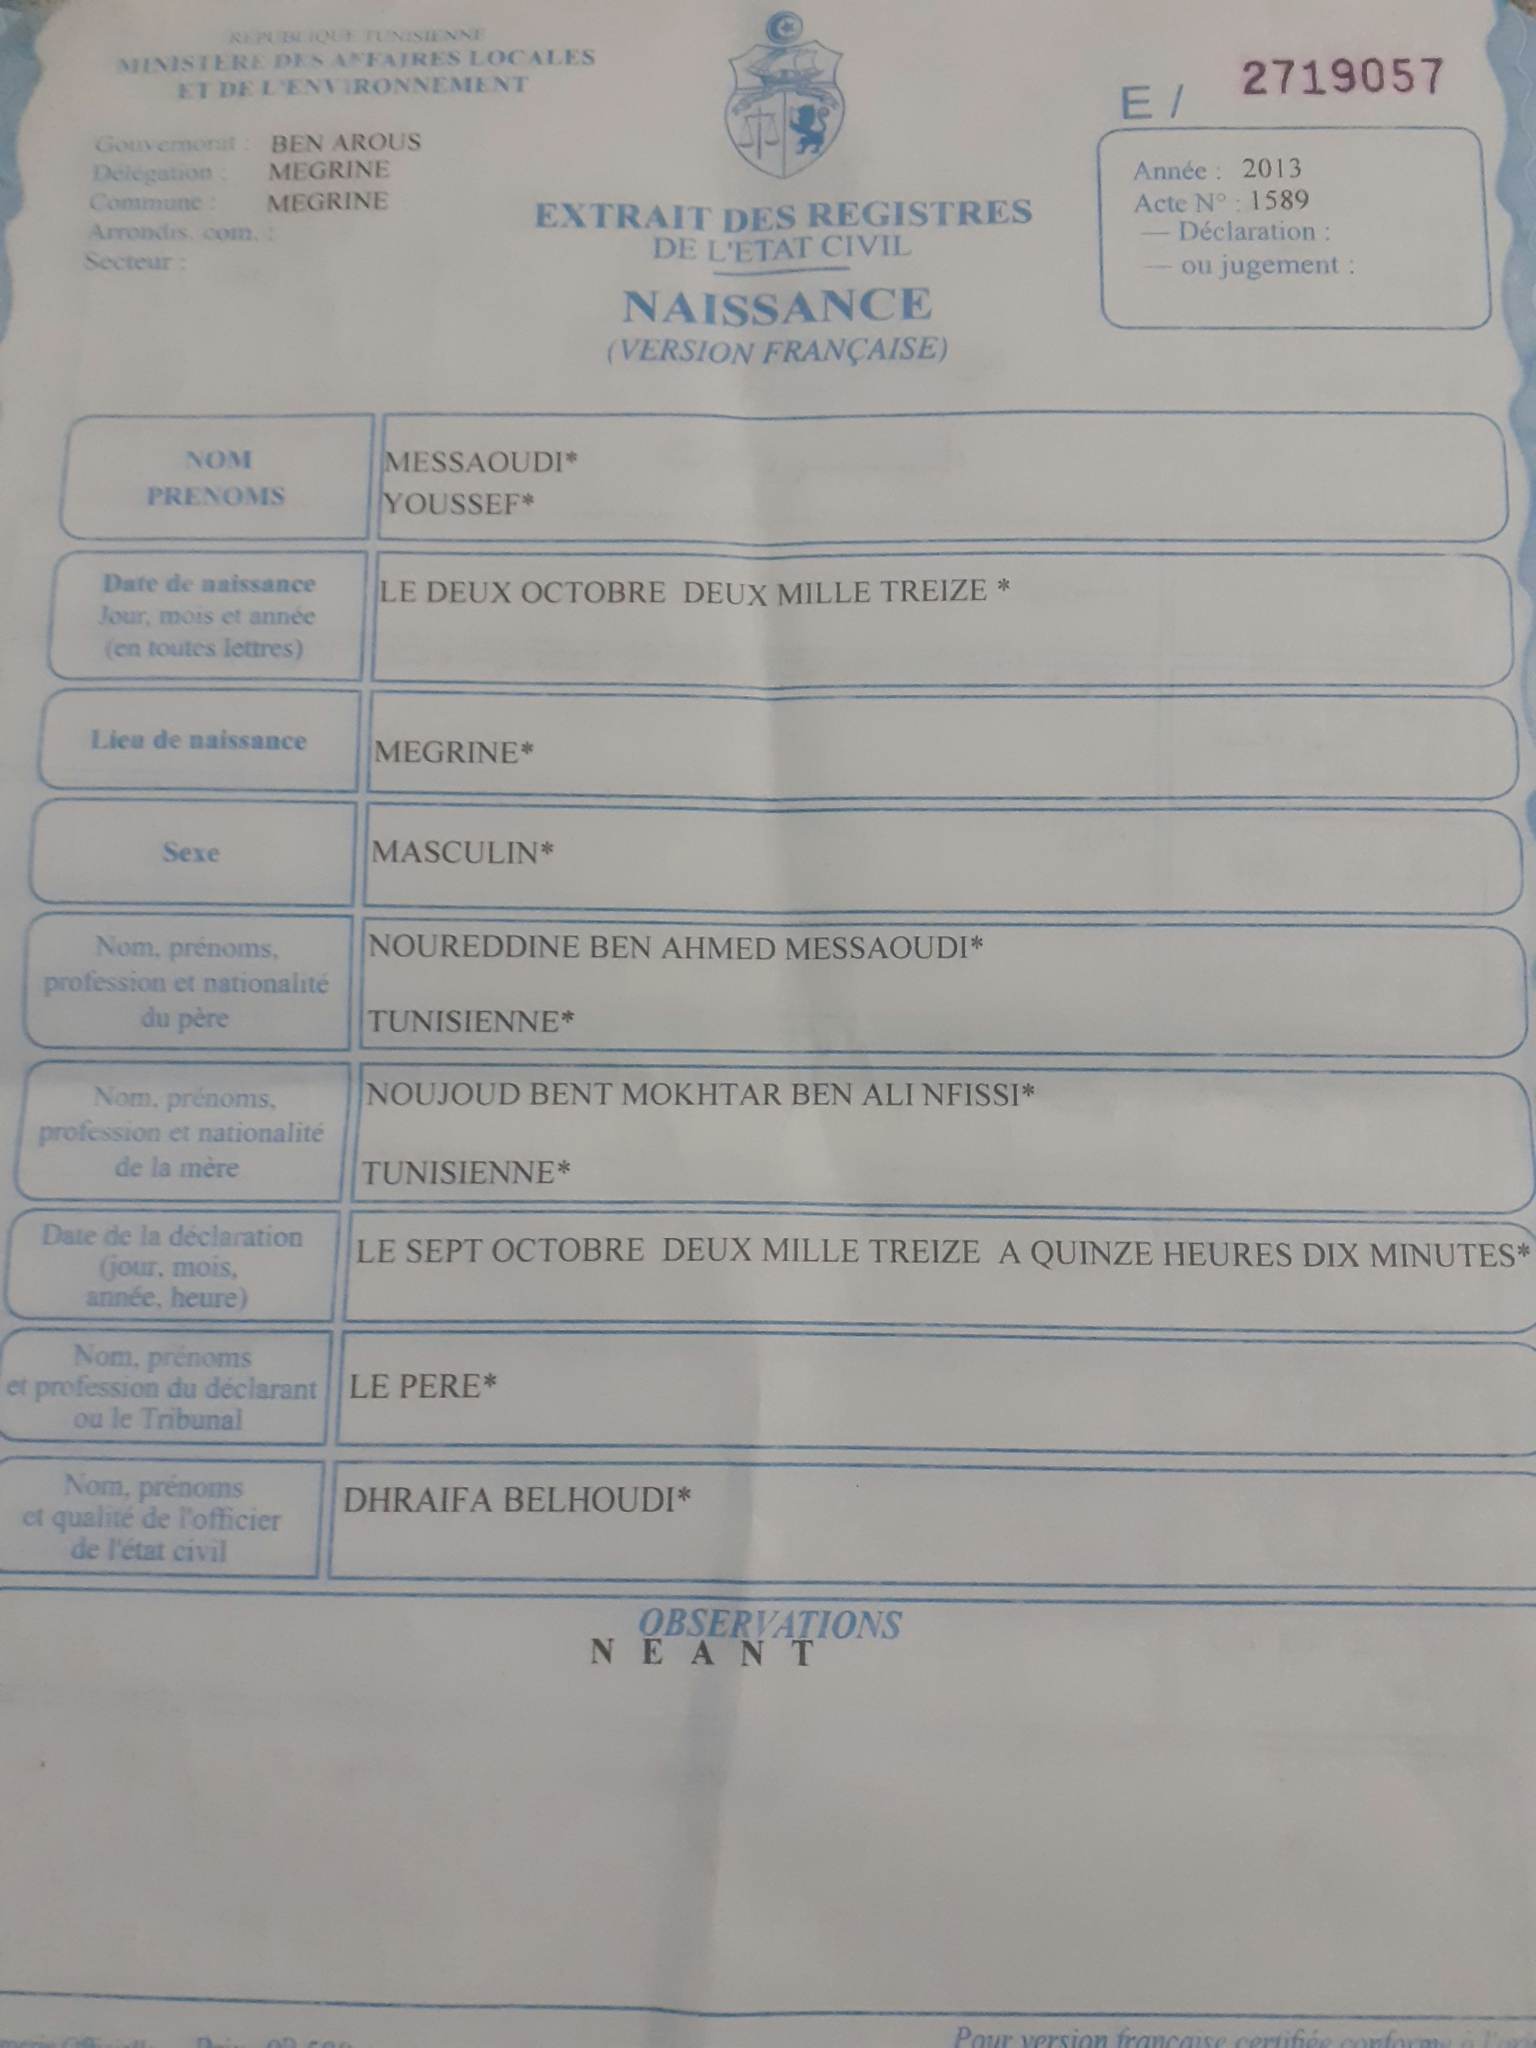 REPUBLIQUE TUNISIENNE
MINISTERE DES AFFAIRES LOCALES
ET DE L'ENVIRONNEMENT
Gouvernorat : BEN AROUS
Délégation : MEGRINE
Commune : MEGRINE
Arrondis. com. :
Secteur :
E / 2719057
Année : 2013
Acte N° : 1589
— Déclaration :
— ou jugement :
EXTRAIT DES REGISTRES
DE L'ETAT CIVIL
NAISSANCE
(VERSION FRANÇAISE)
NOM MESSAOUDI*
PRENOMS YOUSSEF*
Date de naissance
Jour, mois et année
(en toutes lettres)
LE DEUX OCTOBRE DEUX MILLE TREIZE *
Lieu de naissance
MEGRINE*
Sexe
MASCULIN*
Nom, prénoms,
profession et nationalité
du père
NOUREDDINE BEN AHMED MESSAOUDI*
TUNISIENNE*
Nom, prénoms,
profession et nationalité
de la mère
NOUJOUD BENT MOKHTAR BEN ALI NFISSI*
TUNISIENNE*
Date de la déclaration
(jour, mois,
année, heure)
LE SEPT OCTOBRE DEUX MILLE TREIZE A QUINZE HEURES DIX MINUTES*
Nom, prénoms
et profession du déclarant
ou le Tribunal
LE PERE*
Nom, prénoms
et qualité de l'officier
de l'état civil
DHRAIFA BELHOUDI*
OBSERVATIONS
N E A N T
Pour version française certifiée conforme à